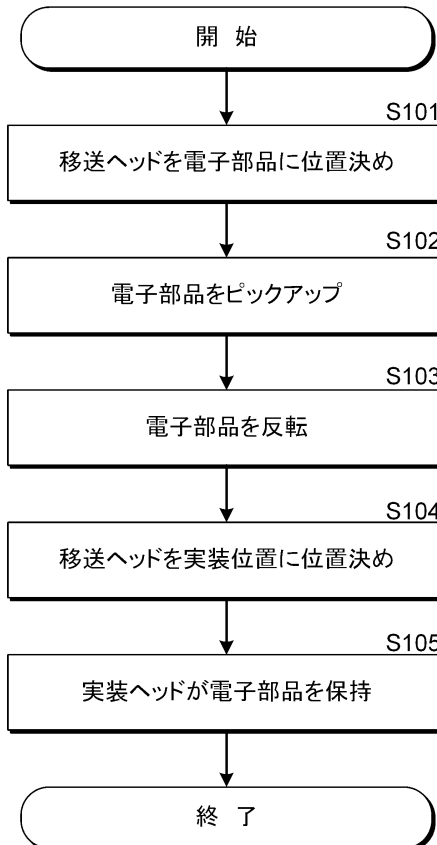 開 始
S101
移送ヘッドを電子部品に位置決め
S102
電子部品をピックアップ
S103
電子部品を反転
S104
移送ヘッドを実装位置に位置決め
S105
実装ヘッドが電子部品を保持
終 了